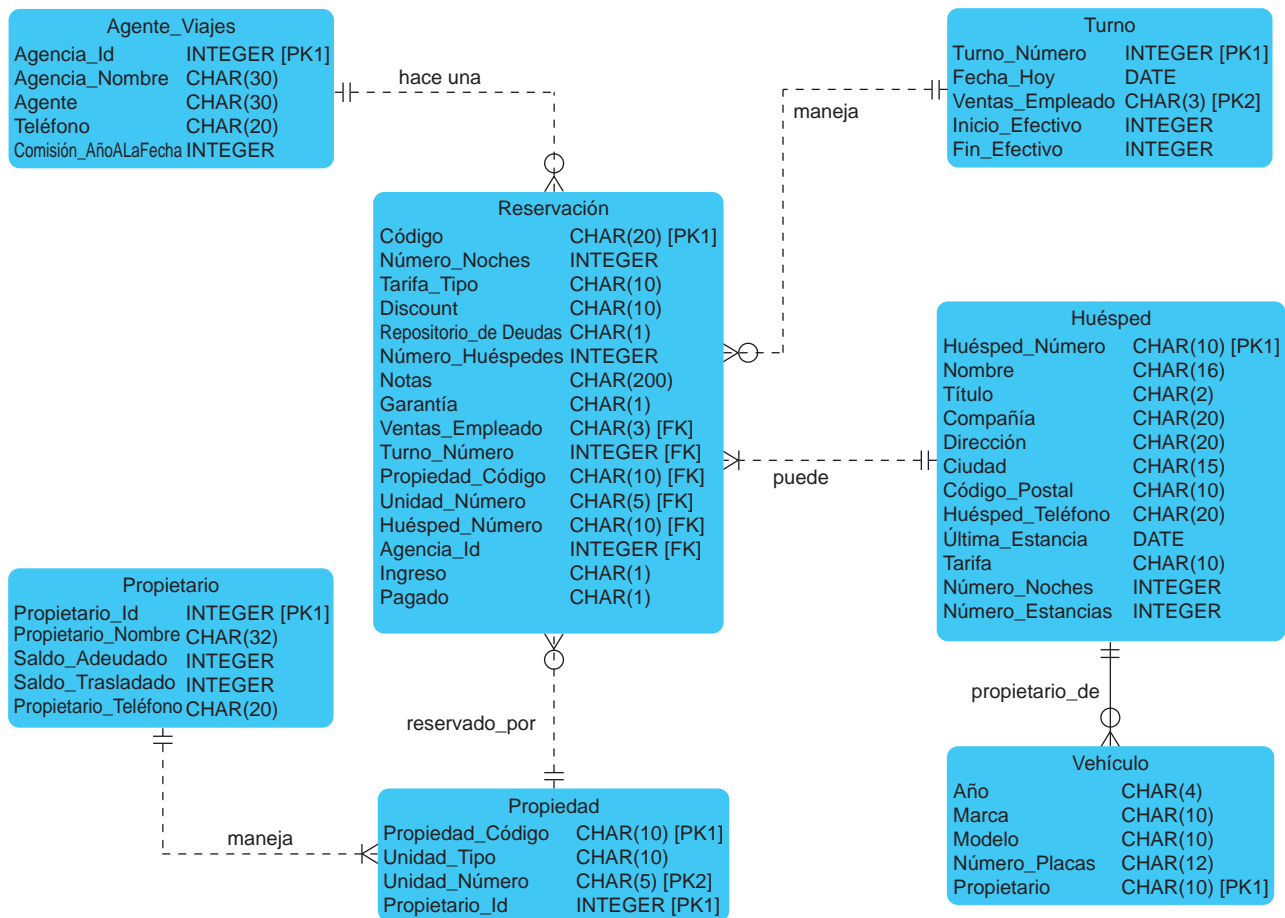 Agente_Viajes
Agencia_Id INTEGER [PK1]
Agencia_Nombre CHAR(30)
Agente CHAR(30)
Teléfono CHAR(20)
Comisión_AñoALaFecha INTEGER
hace una
maneja
Turno
Turno_Número INTEGER [PK1]
Fecha_Hoy DATE
Ventas_Empleado CHAR(3) [PK2]
Inicio_Efectivo INTEGER
Fin_Efectivo INTEGER
Reservación
Código CHAR(20) [PK1]
Número_Noches INTEGER
Tarifa_Tipo CHAR(10)
Discount CHAR(10)
Repositorio_de Deudas CHAR(1)
Número_Huéspedes INTEGER
Notas CHAR(200)
Garantía CHAR(1)
Ventas_Empleado CHAR(3) [FK]
Turno_Número INTEGER [FK]
Propiedad_Código CHAR(10) [FK]
Unidad_Número CHAR(5) [FK]
Huésped_Número CHAR(10) [FK]
Agencia_Id INTEGER [FK]
Ingreso CHAR(1)
Pagado CHAR(1)
puede
Huésped
Huésped_Número CHAR(10) [PK1]
Nombre CHAR(16)
Título CHAR(2)
Compañía CHAR(20)
Dirección CHAR(20)
Ciudad CHAR(15)
Código_Postal CHAR(10)
Huésped_Teléfono CHAR(20)
Última_Estancia DATE
Tarifa CHAR(10)
Número_Noches INTEGER
Número_Estancias INTEGER
Propietario
Propietario_Id INTEGER [PK1]
Propietario_Nombre CHAR(32)
Saldo_Adeudado INTEGER
Saldo_Trasladado INTEGER
Propietario_Teléfono CHAR(20)
reservado_por
propietario_de
maneja
Propiedad
Propiedad_Código CHAR(10) [PK1]
Unidad_Tipo CHAR(10)
Unidad_Número CHAR(5) [PK2]
Propietario_Id INTEGER [PK1]
Vehículo
Año CHAR(4)
Marca CHAR(10)
Modelo CHAR(10)
Número_Placas CHAR(12)
Propietario CHAR(10) [PK1]